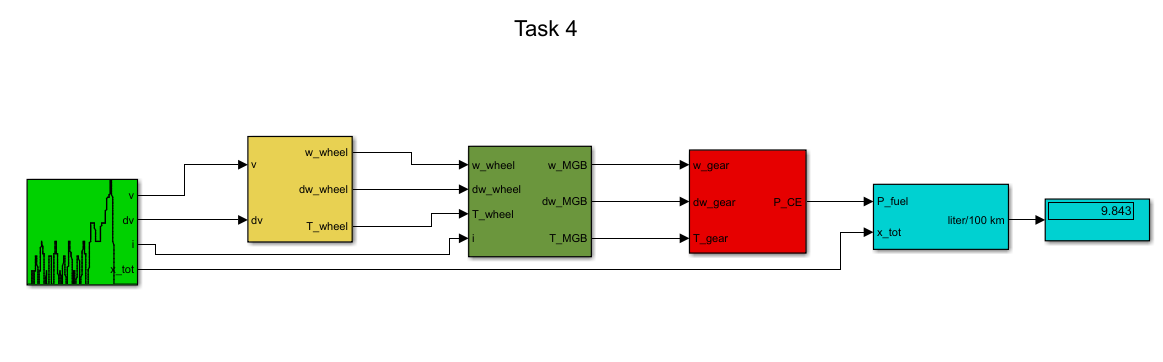 Task 4
v
dv
i
x_tot
v
dv
w_wheel
dw_wheel
T_wheel
w_wheel
dw_wheel
T_wheel
i
w_MGB
dw_MGB
T_MGB
w_gear
dw_gear
T_gear
P_CE
P_fuel
x_tot
liter/100 km
9.843